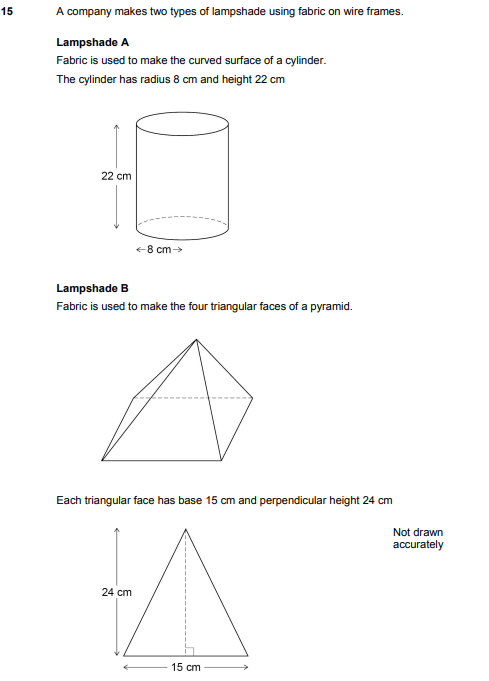 15 A company makes two types of lampshade using fabric on wire frames.
Lampshade A
Fabric is used to make the curved surface of a cylinder.
The cylinder has radius 8 cm and height 22 cm
22 cm
8 cm
Lampshade B
Fabric is used to make the four triangular faces of a pyramid.
Each triangular face has base 15 cm and perpendicular height 24 cm
Not drawn
accurately
24 cm
15 cm